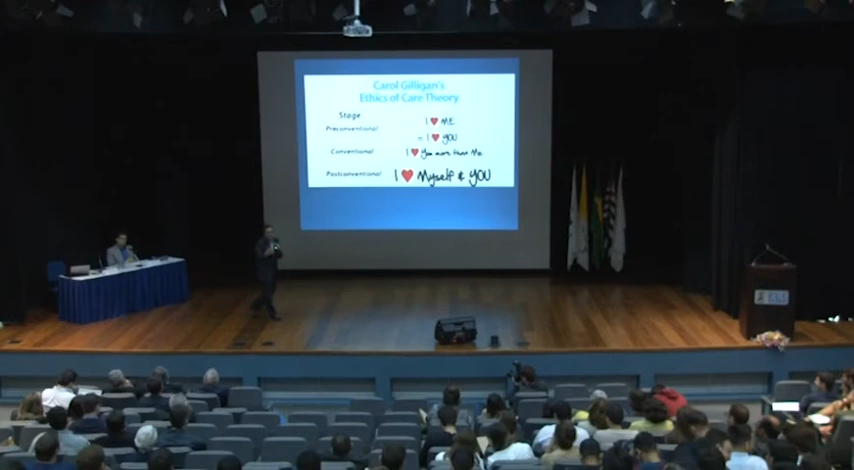 Carol Gilligan's
Ethics of Care Theory
Stage
Preconventional
I ❤ ME
= I ❤ YOU
Conventional
I ❤ You more than Me
Postconventional
I ❤ Myself & YOU